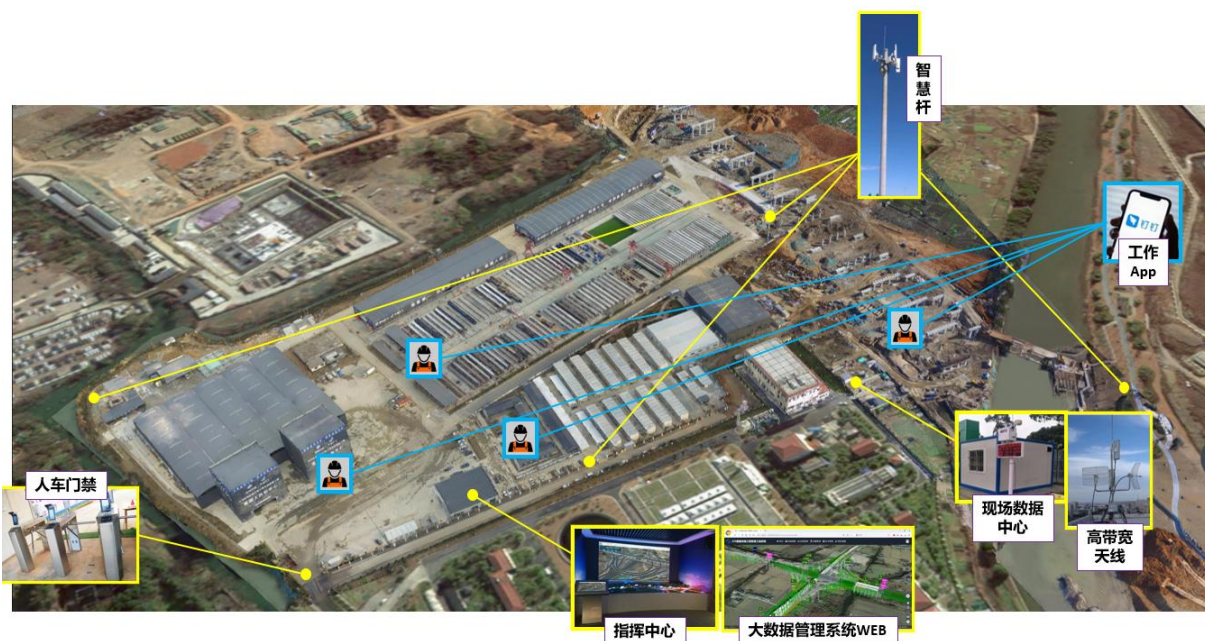 智
慧
杆
钉钉
工作
App
人车门禁
现场数据
中心
高带宽
天线
指挥中心
大数据管理系统WEB